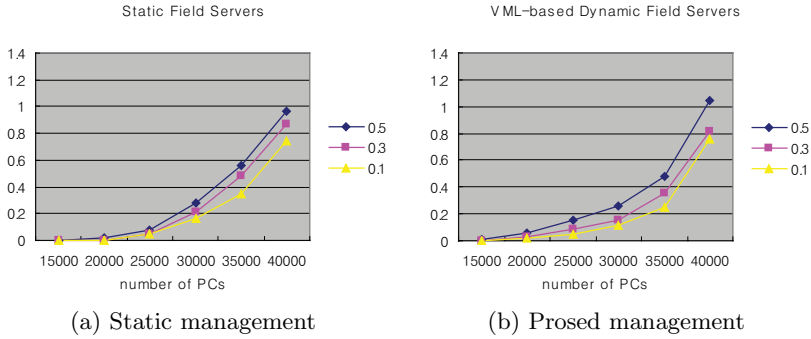 Static Field Servers
1.4
1.2
1
0.8
0.6
0.4
0.2
0
15000 20000 25000 30000 35000 40000
number of PCs
0.5
0.3
0.1
(a) Static management
VML-based Dynamic Field Servers
1.4
1.2
1
0.8
0.6
0.4
0.2
0
15000 20000 25000 30000 35000 40000
number of PCs
0.5
0.3
0.1
(b) Prosed management